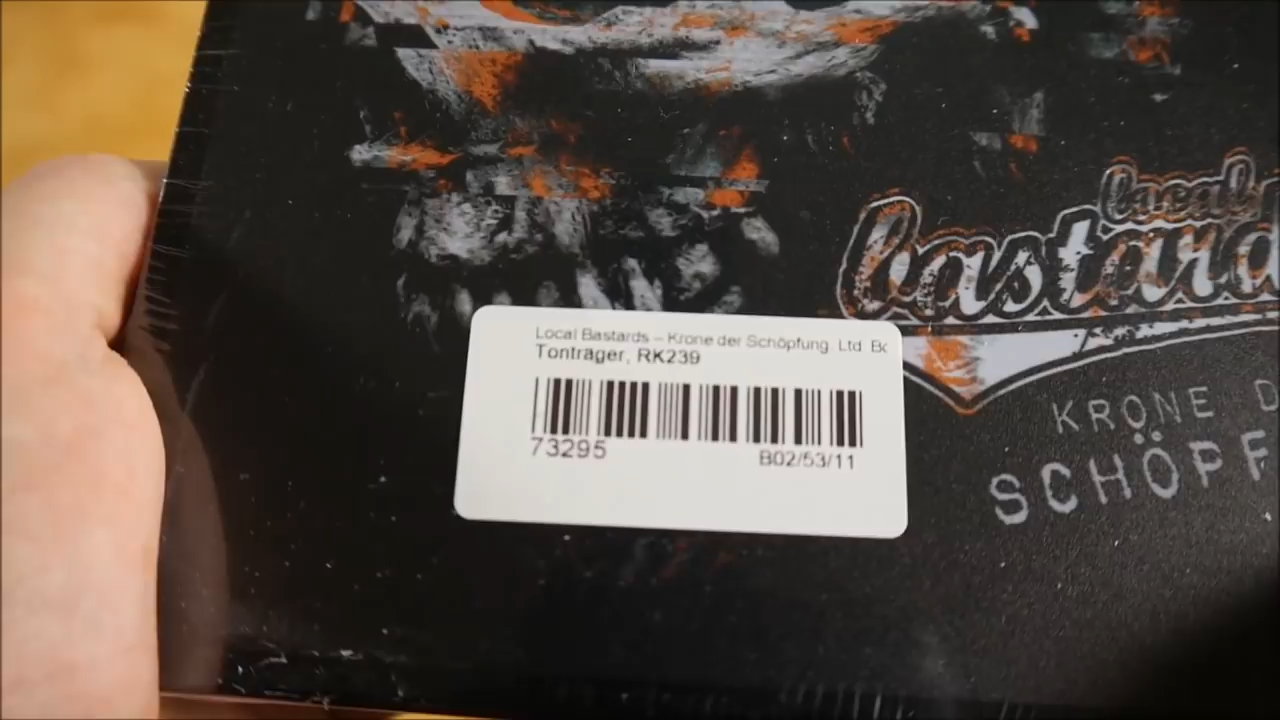 local
bastard
KRONE D
SCHÖPF
Local Bastards – Krone der Schöpfung. Ltd. Bo
Tonträger, RK239
73295
B02/53/11